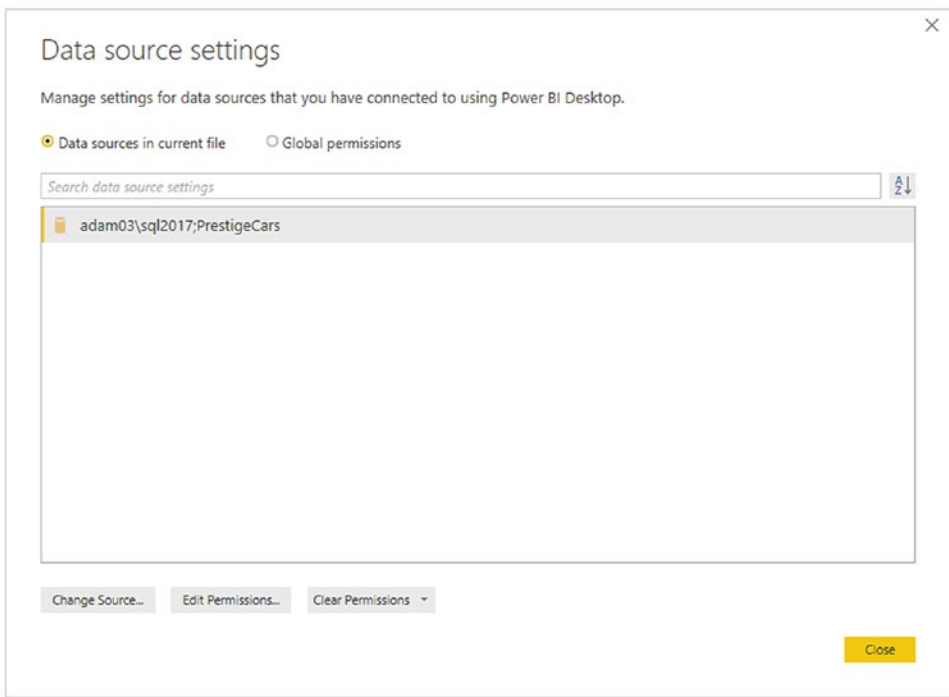 Data source settings
Manage settings for data sources that you have connected to using Power BI Desktop.
Data sources in current file Global permissions
Search data source settings
A
Z
adam03\sql2017;PrestigeCars
Change Source... Edit Permissions... Clear Permissions
Close